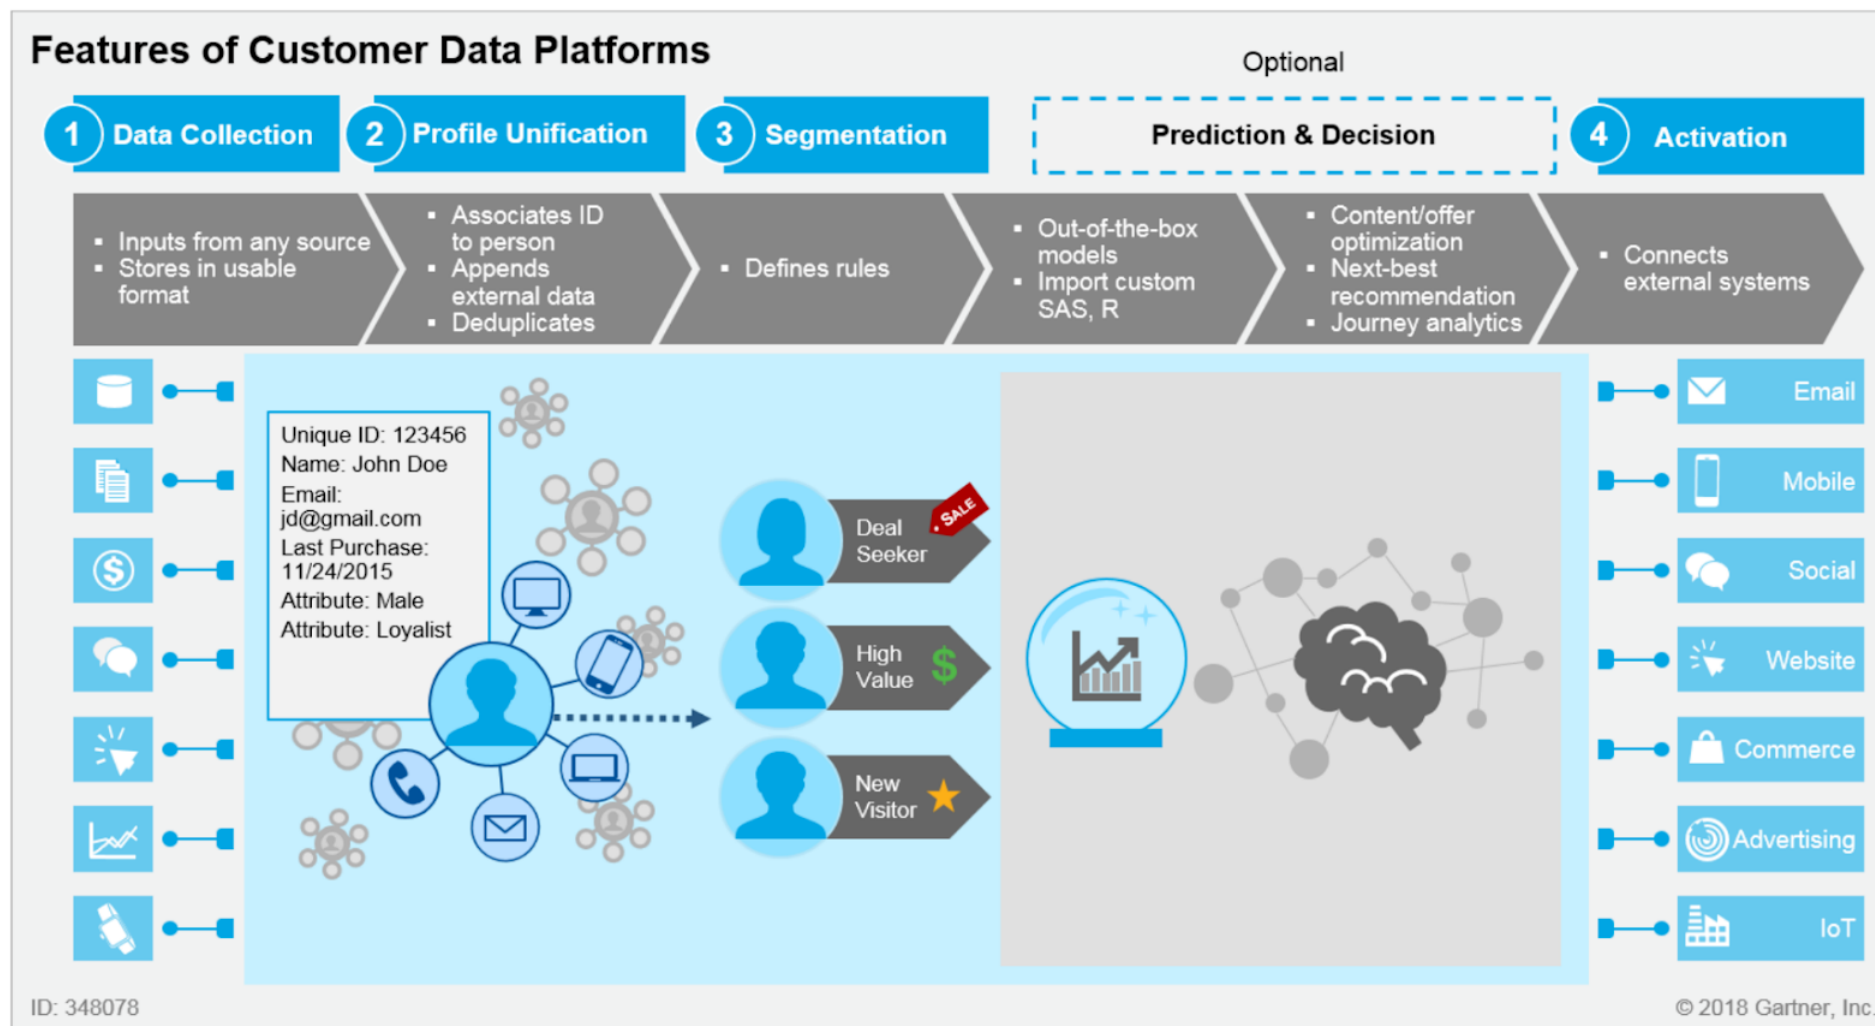 Features of Customer Data Platforms
Optional
1 Data Collection
2 Profile Unification
3 Segmentation
Prediction & Decision
4 Activation
▪ Inputs from any source
▪ Stores in usable
format
▪ Associates ID
to person
▪ Appends
external data
▪ Deduplicates
▪ Defines rules
▪ Out-of-the-box
models
▪ Import custom
SAS, R
▪ Content/offer
optimization
▪ Next-best
recommendation
▪ Journey analytics
▪ Connects
external systems
$
Unique ID: 123456
Name: John Doe
Email:
jd@gmail.com
Last Purchase:
11/24/2015
Attribute: Male
Attribute: Loyalist
Deal
Seeker
SALE
High
Value
$
New
Visitor
Email
Mobile
Social
Website
Commerce
Advertising
IoT
ID: 348078
© 2018 Gartner, Inc